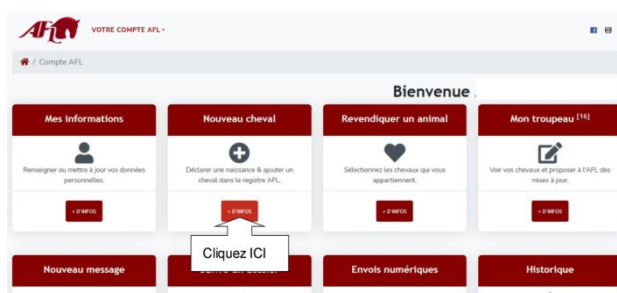 AFL
VOTRE COMPTE AFL
/ Compte AFL
Bienvenue
Mes informations
Nouveau cheval
Revendiquer un animal
Mon troupeau [16]
Renseigner ou mettre à jour vos données
personnelles.
Déclarer une naissance & ajouter un
cheval dans le registre AFL.
Sélectionnez les chevaux qui vous
appartiennent.
Voir vos chevaux et proposer à l'AFL des
mises à jour.
+ D'INFOS
+ D'INFOS
+ D'INFOS
+ D'INFOS
Cliquez ICI
Nouveau message
Envois numériques
Historique